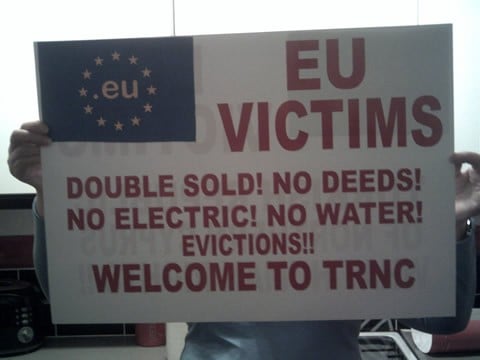 .eu
EU
VICTIMS
DOUBLE SOLD! NO DEEDS!
NO ELECTRIC! NO WATER!
EVICTIONS!!
WELCOME TO TRNC